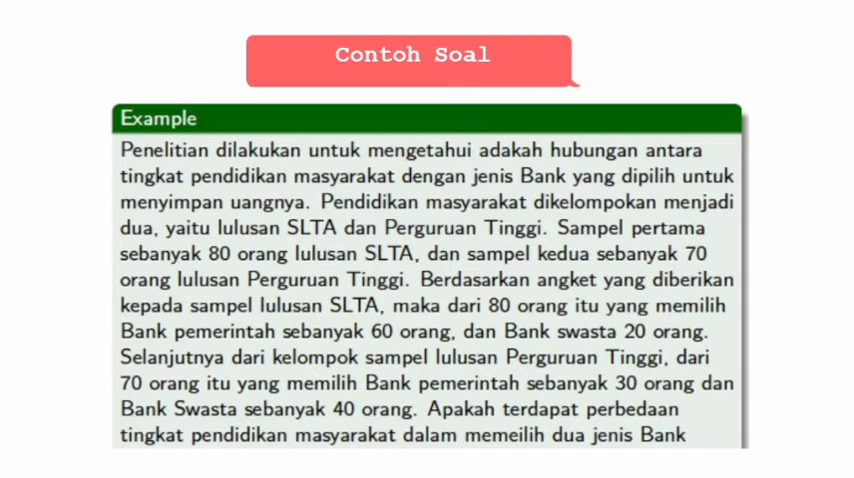 Contoh Soal
Example
Penelitian dilakukan untuk mengetahui adakah hubungan antara
tingkat pendidikan masyarakat dengan jenis Bank yang dipilih untuk
menyimpan uangnya. Pendidikan masyarakat dikelompokan menjadi
dua, yaitu lulusan SLTA dan Perguruan Tinggi. Sampel pertama
sebanyak 80 orang lulusan SLTA, dan sampel kedua sebanyak 70
orang lulusan Perguruan Tinggi. Berdasarkan angket yang diberikan
kepada sampel lulusan SLTA, maka dari 80 orang itu yang memilih
Bank pemerintah sebanyak 60 orang, dan Bank swasta 20 orang.
Selanjutnya dari kelompok sampel lulusan Perguruan Tinggi, dari
70 orang itu yang memilih Bank pemerintah sebanyak 30 orang dan
Bank Swasta sebanyak 40 orang. Apakah terdapat perbedaan
tingkat pendidikan masyarakat dalam memeilih dua jenis Bank